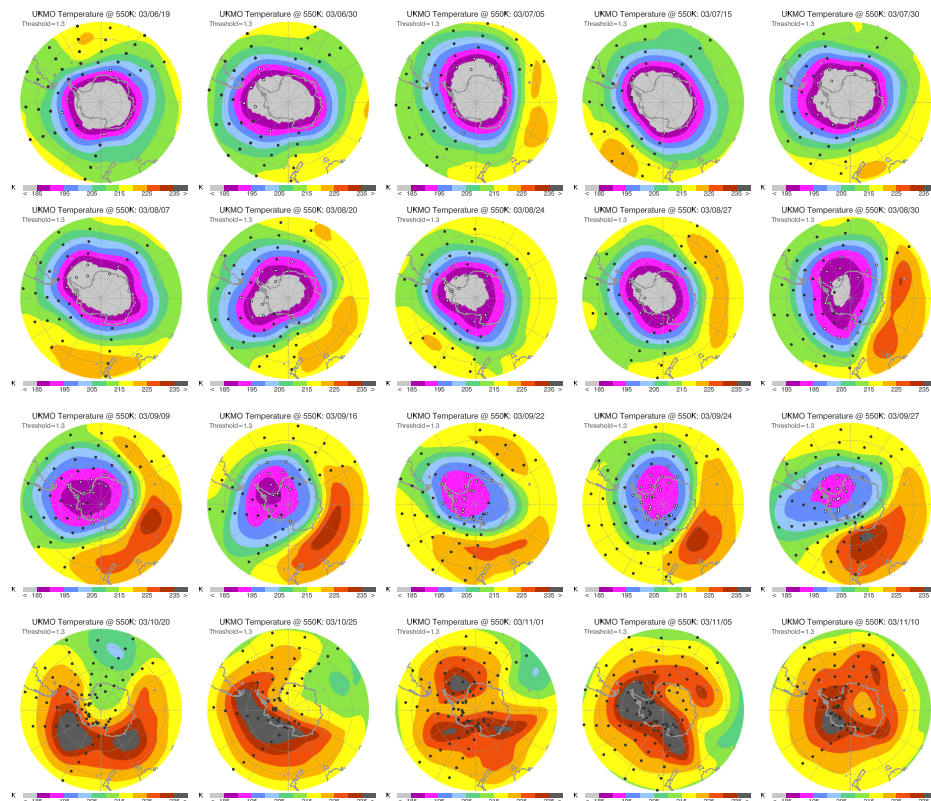 UKMO Temperature @ 550K: 03/06/19 UKMO Temperature @ 550K: 03/06/30 UKMO Temperature @ 550K: 03/07/05 UKMO Temperature @ 550K: 03/07/15 UKMO Temperature @ 550K: 03/07/30
Threshold=1.3 Threshold=1.3 Threshold=1.3 Threshold=1.3 Threshold=1.3
K K K K K
< 185 195 205 215 225 235 > < 185 195 205 215 225 235 > < 185 195 205 215 225 235 > < 185 195 205 215 225 235 > < 185 195 205 215 225 235 >
UKMO Temperature @ 550K: 03/08/07 UKMO Temperature @ 550K: 03/08/20 UKMO Temperature @ 550K: 03/08/24 UKMO Temperature @ 550K: 03/08/27 UKMO Temperature @ 550K: 03/08/30
Threshold=1.3 Threshold=1.3 Threshold=1.3 Threshold=1.3 Threshold=1.3
K K K K K
< 185 195 205 215 225 235 > < 185 195 205 215 225 235 > < 185 195 205 215 225 235 > < 185 195 205 215 225 235 > < 185 195 205 215 225 235 >
UKMO Temperature @ 550K: 03/09/09 UKMO Temperature @ 550K: 03/09/16 UKMO Temperature @ 550K: 03/09/22 UKMO Temperature @ 550K: 03/09/24 UKMO Temperature @ 550K: 03/09/27
Threshold=1.3 Threshold=1.3 Threshold=1.3 Threshold=1.3 Threshold=1.3
K K K K K
< 185 195 205 215 225 235 > < 185 195 205 215 225 235 > < 185 195 205 215 225 235 > < 185 195 205 215 225 235 > < 185 195 205 215 225 235 >
UKMO Temperature @ 550K: 03/10/20 UKMO Temperature @ 550K: 03/10/25 UKMO Temperature @ 550K: 03/11/01 UKMO Temperature @ 550K: 03/11/05 UKMO Temperature @ 550K: 03/11/10
Threshold=1.3 Threshold=1.3 Threshold=1.3 Threshold=1.3 Threshold=1.3
K K K K K